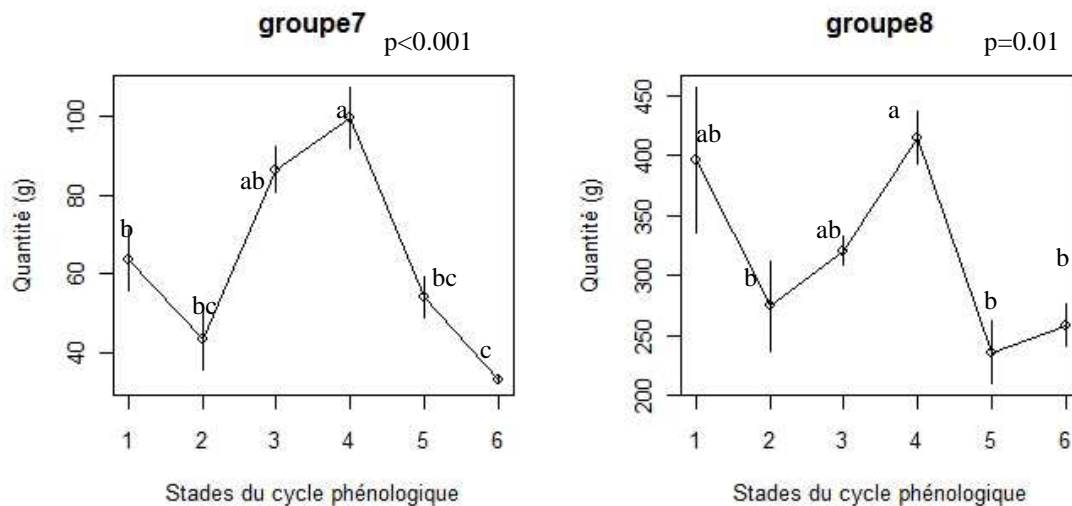 groupe7
p<0.001
Quantité (g)
100
80
60
40
b
bc
ab
a
bc
c
1 2 3 4 5 6
Stades du cycle phénologique
groupe8
p=0.01
Quantité (g)
450
400
350
300
250
200
ab
b
ab
a
b
b
1 2 3 4 5 6
Stades du cycle phénologique